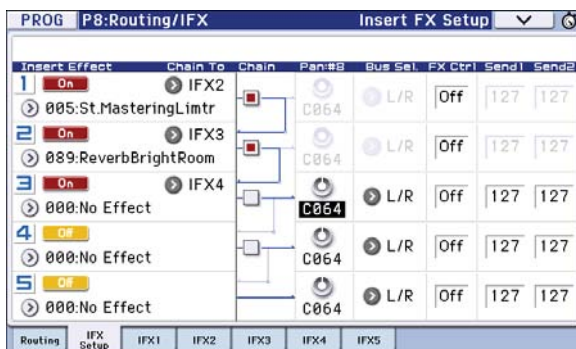 PROG P8:Routing/IFX Insert FX Setup
Insert Effect Chain To Chain Pan:#8 Bus Sel. FX Ctrl Send1 Send2
1 On IFX2
005:St.MasteringLimtr C064 L/R Off 127 127
2 On IFX3
089:ReverbBrightRoom C064 L/R Off 127 127
3 On IFX4
000:No Effect C064 L/R Off 127 127
4 Off
000:No Effect C064 L/R Off 127 127
5 Off
000:No Effect C064 L/R Off 127 127
Routing IFX Setup IFX1 IFX2 IFX3 IFX4 IFX5